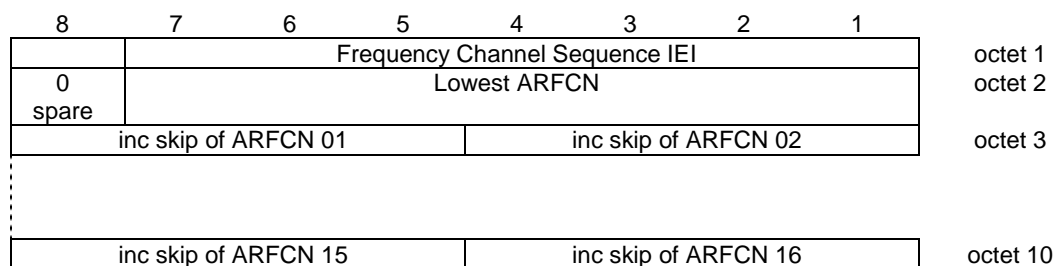 8 7 6 5 4 3 2 1
Frequency Channel Sequence IEI octet 1
0 Lowest ARFCN octet 2
spare
inc skip of ARFCN 01 inc skip of ARFCN 02 octet 3
inc skip of ARFCN 15 inc skip of ARFCN 16 octet 10